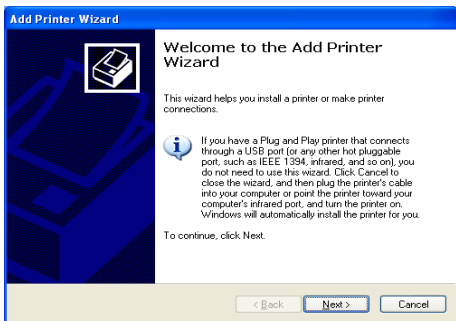 Add Printer Wizard
Welcome to the Add Printer
Wizard
This wizard helps you install a printer or make printer
connections.
If you have a Plug and Play printer that connects
through a USB port (or any other hot pluggable
port, such as IEEE 1394, infrared, and so on), you
do not need to use this wizard. Click Cancel to
close the wizard, and then plug the printer's cable
into your computer or point the printer toward your
computer's infrared port, and turn the printer on.
Windows will automatically install the printer for you.
To continue, click Next.
< Back Next > Cancel